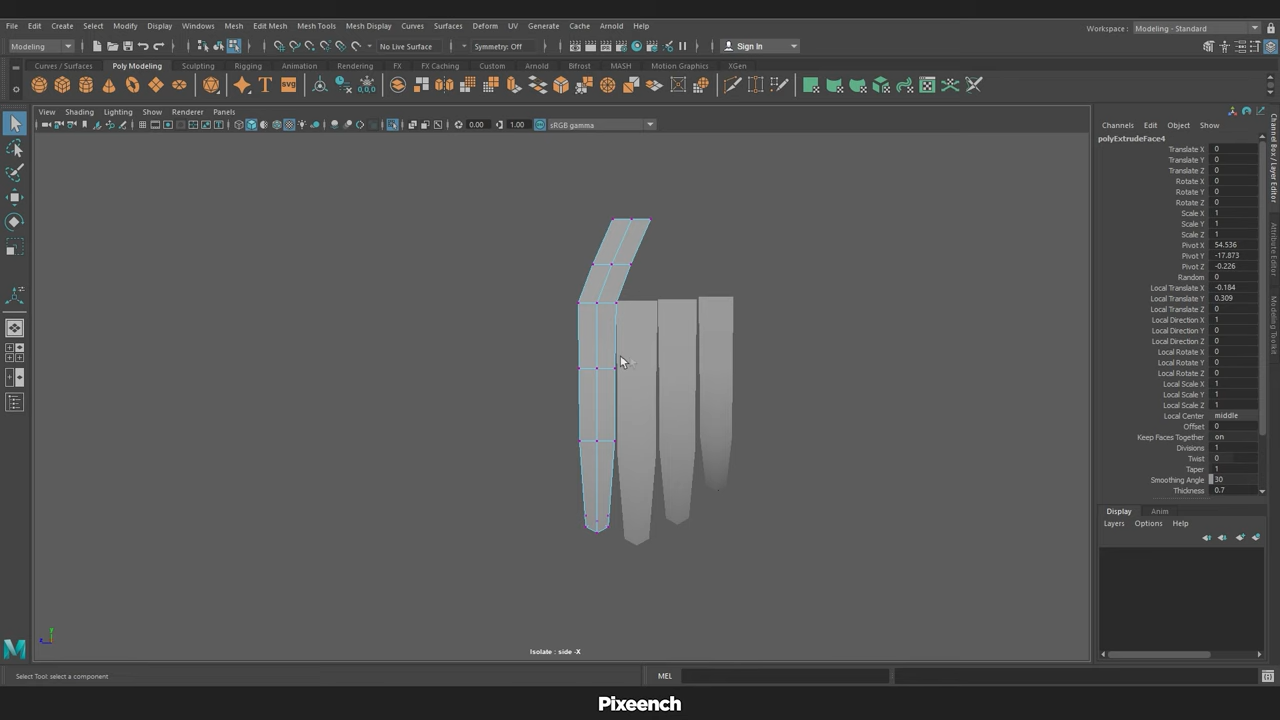 File Edit Create Select Modify Display Windows Mesh Edit Mesh Mesh Tools Mesh Display Curves Surfaces Deform UV Generate Cache Arnold Help
Workspace: Modeling - Standard
Modeling No Live Surface Symmetry: Off Sign In
Curves / Surfaces Poly Modeling Sculpting Rigging Animation Rendering FX FX Caching Custom Arnold Bifrost MASH Motion Graphics XGen
View Shading Lighting Show Renderer Panels
0.00 1.00 sRGB gamma
Isolate : side -X
Channels Edit Object Show
polyExtrudeFace4
Translate X 0
Translate Y 0
Translate Z 0
Rotate X 0
Rotate Y 0
Rotate Z 0
Scale X 1
Scale Y 1
Scale Z 1
Pivot X 54.536
Pivot Y -17.873
Pivot Z -0.226
Random 0
Local Translate X -0.184
Local Translate Y 0.309
Local Translate Z 0
Local Direction X 1
Local Direction Y 0
Local Direction Z 0
Local Rotate X 0
Local Rotate Y 0
Local Rotate Z 0
Local Scale X 1
Local Scale Y 1
Local Scale Z 1
Local Center middle
Offset 0
Keep Faces Together on
Divisions 1
Twist 0
Taper 1
Smoothing Angle 30
Thickness 0.7
Display Anim
Layers Options Help
Channel Box / Layer Editor
Attribute Editor
Modeling Toolkit
Select Tool: select a component
MEL
Pixeench